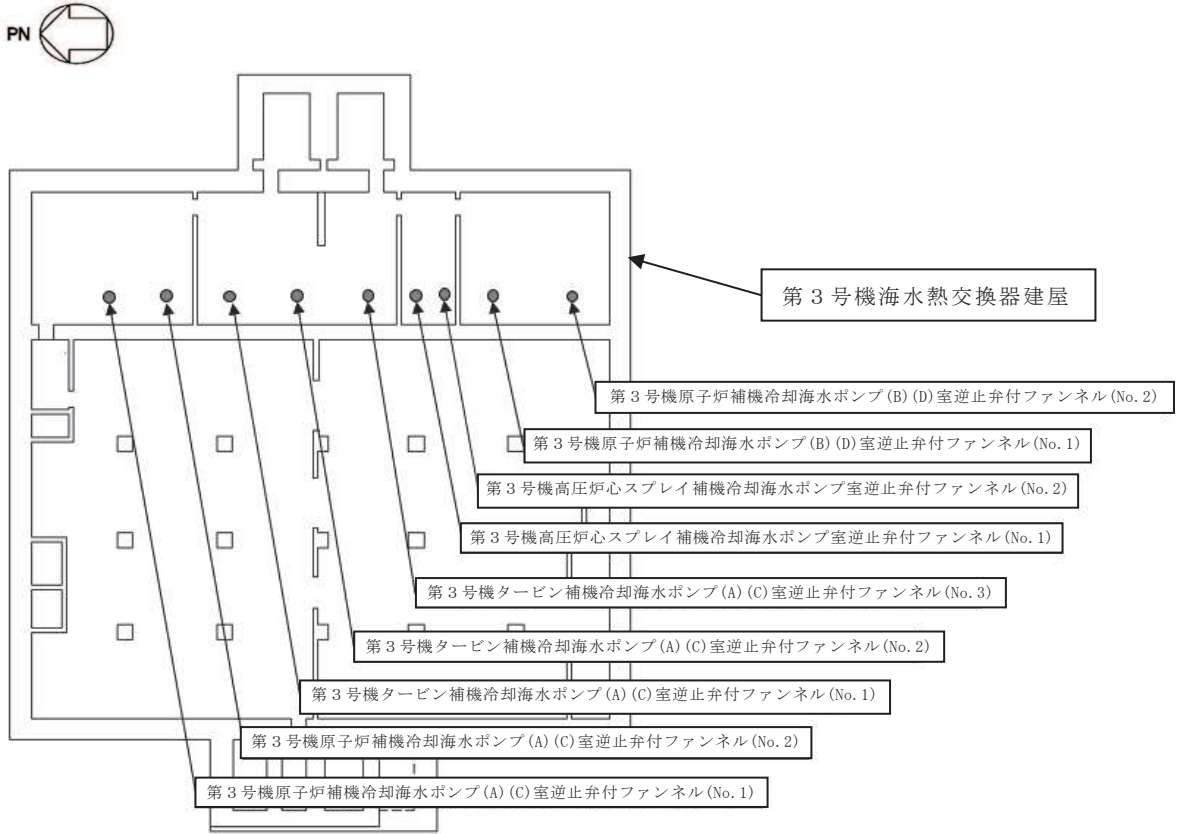 PN
第３号機海水熱交換器建屋
第３号機原子炉補機冷却海水ポンプ(B)(D)室逆止弁付ファンネル(No.2)
第３号機原子炉補機冷却海水ポンプ(B)(D)室逆止弁付ファンネル(No.1)
第３号機高圧炉心スプレイ補機冷却海水ポンプ室逆止弁付ファンネル(No.2)
第３号機高圧炉心スプレイ補機冷却海水ポンプ室逆止弁付ファンネル(No.1)
第３号機タービン補機冷却海水ポンプ(A)(C)室逆止弁付ファンネル(No.3)
第３号機タービン補機冷却海水ポンプ(A)(C)室逆止弁付ファンネル(No.2)
第３号機タービン補機冷却海水ポンプ(A)(C)室逆止弁付ファンネル(No.1)
第３号機原子炉補機冷却海水ポンプ(A)(C)室逆止弁付ファンネル(No.2)
第３号機原子炉補機冷却海水ポンプ(A)(C)室逆止弁付ファンネル(No.1)